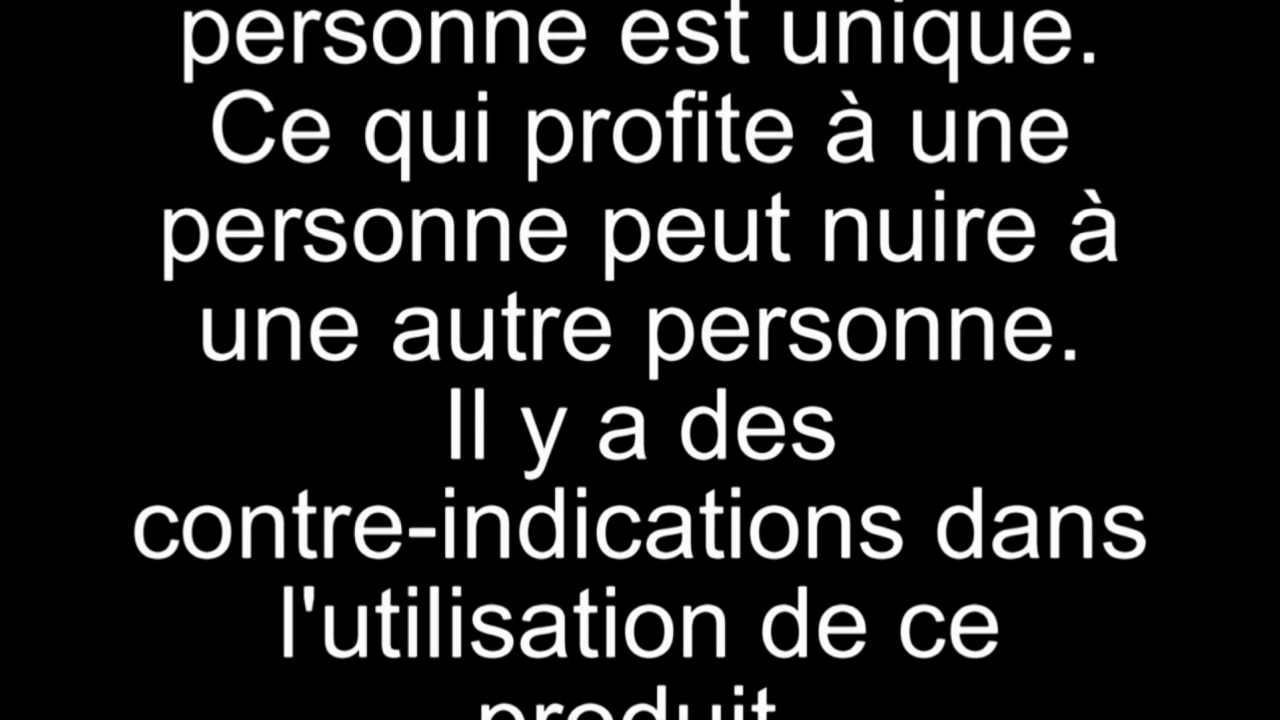 personne est unique.
Ce qui profite à une
personne peut nuire à
une autre personne.
Il y a des
contre-indications dans
l'utilisation de ce
produit